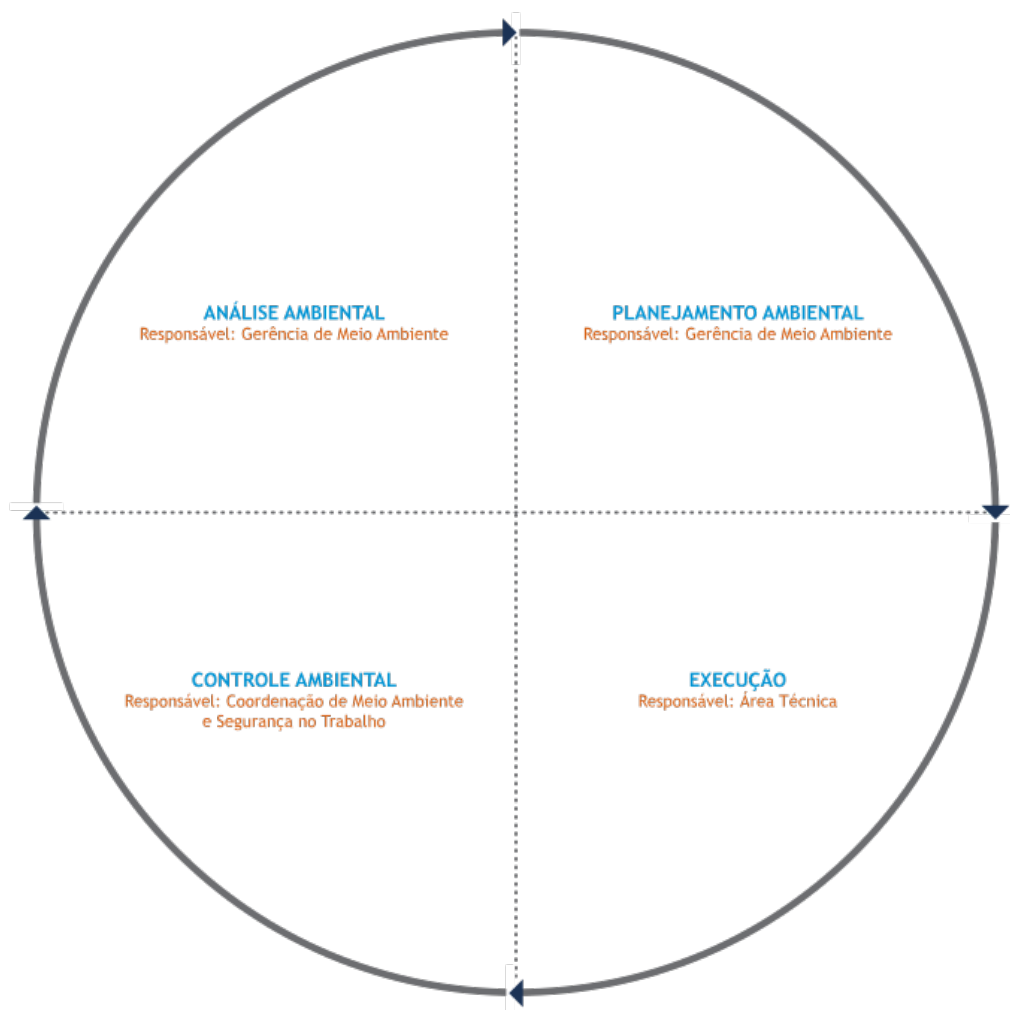 ANÁLISE AMBIENTAL
Responsável: Gerência de Meio Ambiente
PLANEJAMENTO AMBIENTAL
Responsável: Gerência de Meio Ambiente
CONTROLE AMBIENTAL
Responsável: Coordenação de Meio Ambiente
e Segurança no Trabalho
EXECUÇÃO
Responsável: Área Técnica